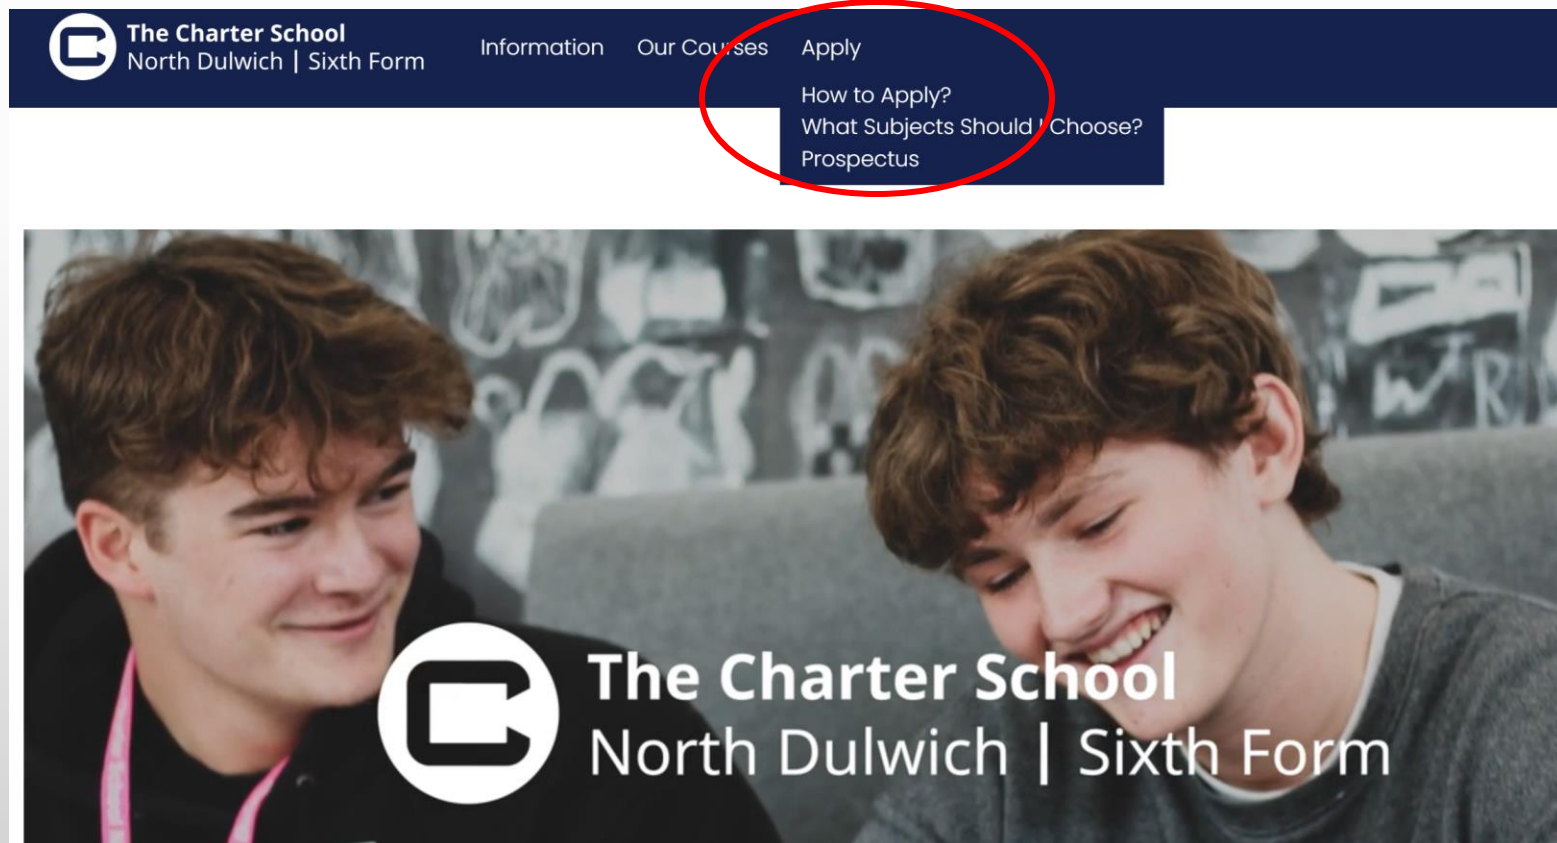 The Charter School
North Dulwich | Sixth Form
Information
Our Courses
Apply
How to Apply?
What Subjects Should I Choose?
Prospectus
W R
The Charter School
North Dulwich | Sixth Form